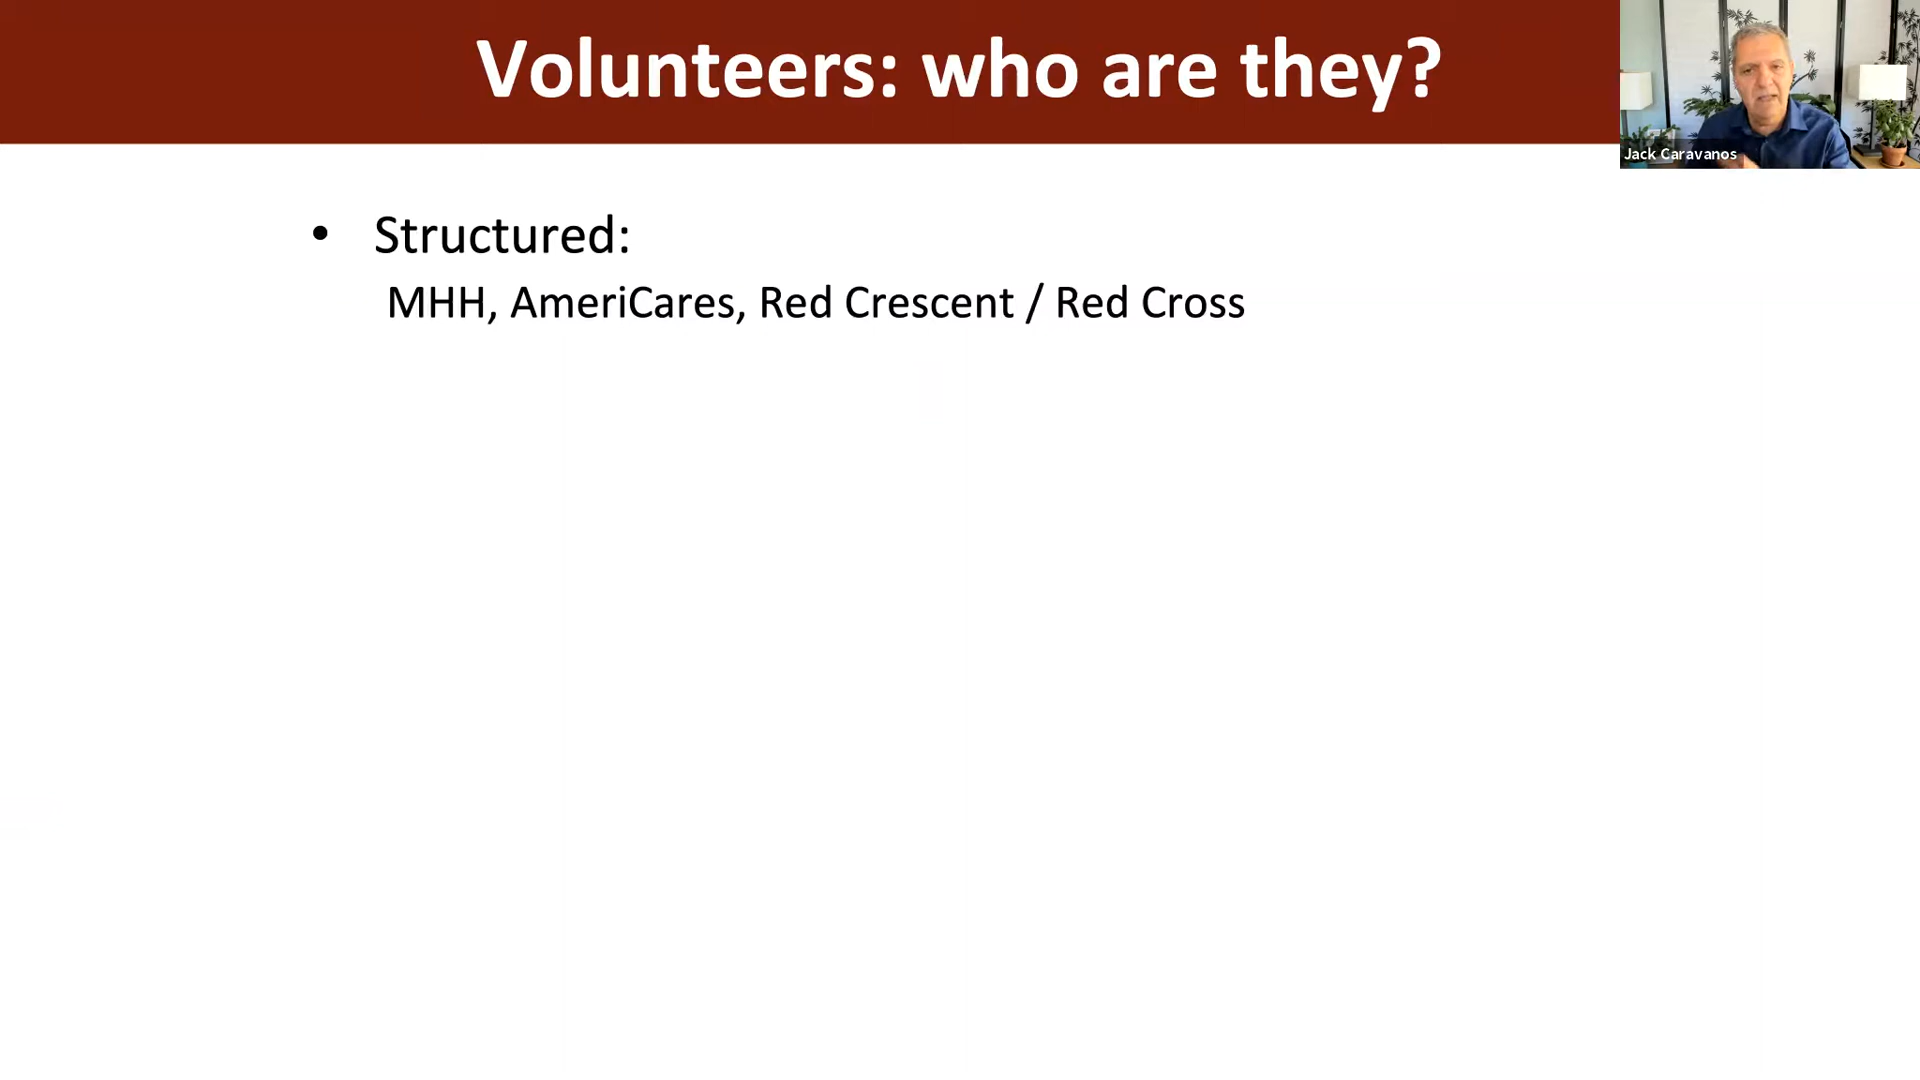 Volunteers: who are they?
Jack Caravanos
• Structured:
MHH, AmeriCares, Red Crescent / Red Cross